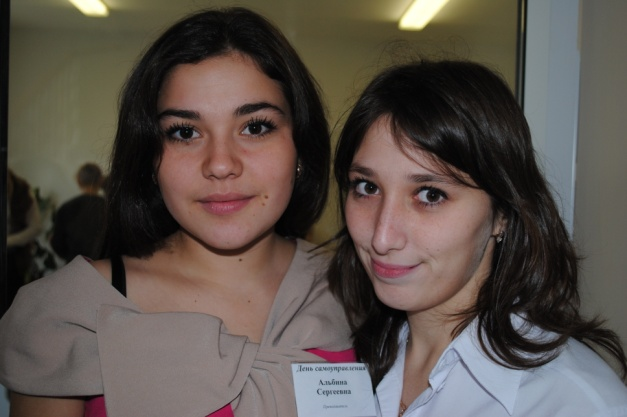 День самоуправления
Альбина
Сергеевна